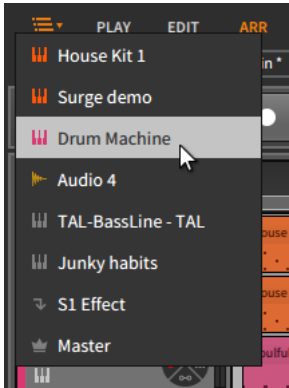 PLAY EDIT ARR
House Kit 1
in *
Surge demo
Drum Machine
Audio 4
TAL-BassLine - TAL
Junky habits
S1 Effect
Master